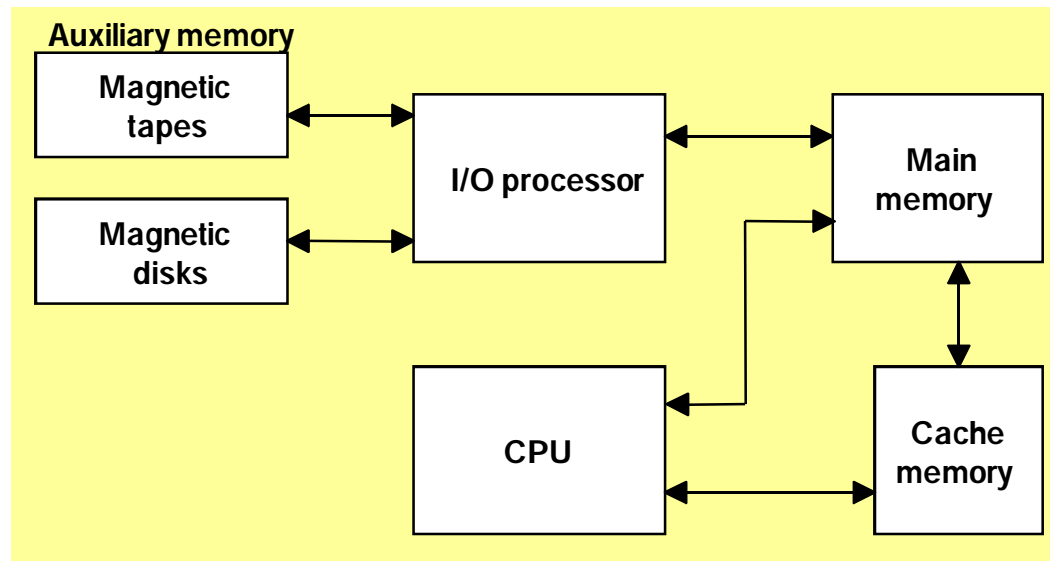 Auxiliary memory
Magnetic
tapes
I/O processor
Main
memory
Magnetic
disks
CPU
Cache
memory